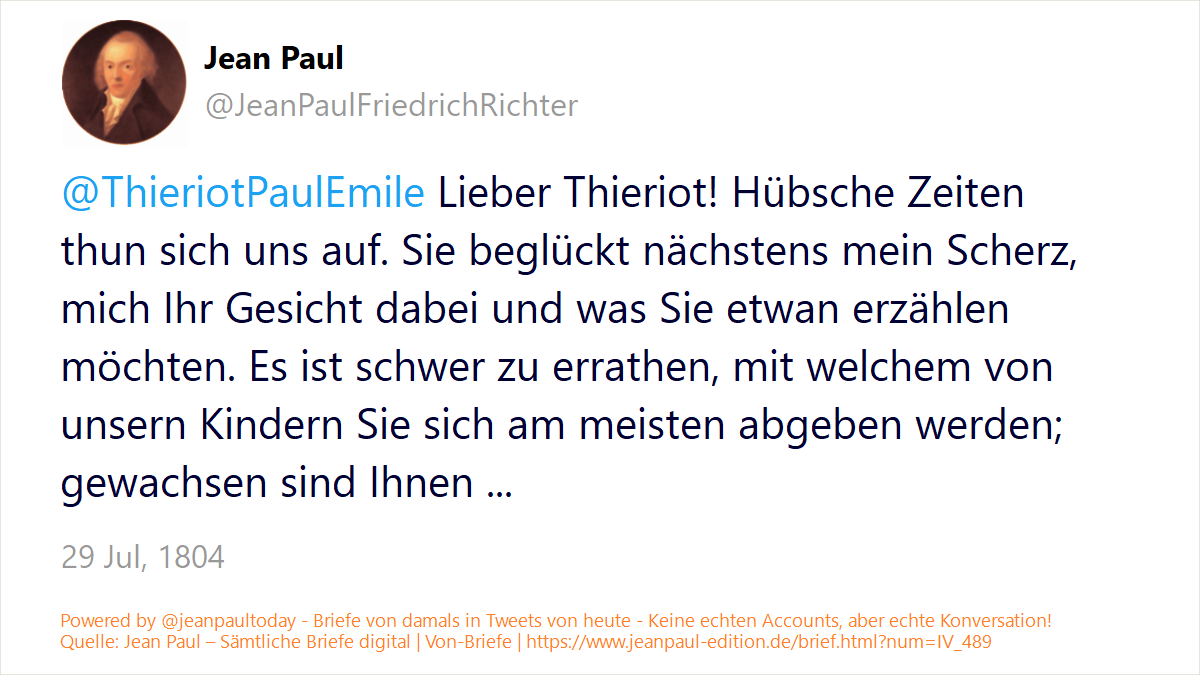 Jean Paul
@JeanPaulFriedrichRichter
@ThieriotPaulEmile Lieber Thieriot! Hübsche Zeiten
thun sich uns auf. Sie beglückt nächstens mein Scherz,
mich Ihr Gesicht dabei und was Sie etwan erzählen
möchten. Es ist schwer zu errathen, mit welchem von
unsern Kindern Sie sich am meisten abgeben werden;
gewachsen sind Ihnen ...
29 Jul, 1804
Powered by @jeanpaultoday - Briefe von damals in Tweets von heute - Keine echten Accounts, aber echte Konversation!
Quelle: Jean Paul – Sämtliche Briefe digital | Von-Briefe | https://www.jeanpaul-edition.de/brief.html?num=IV_489